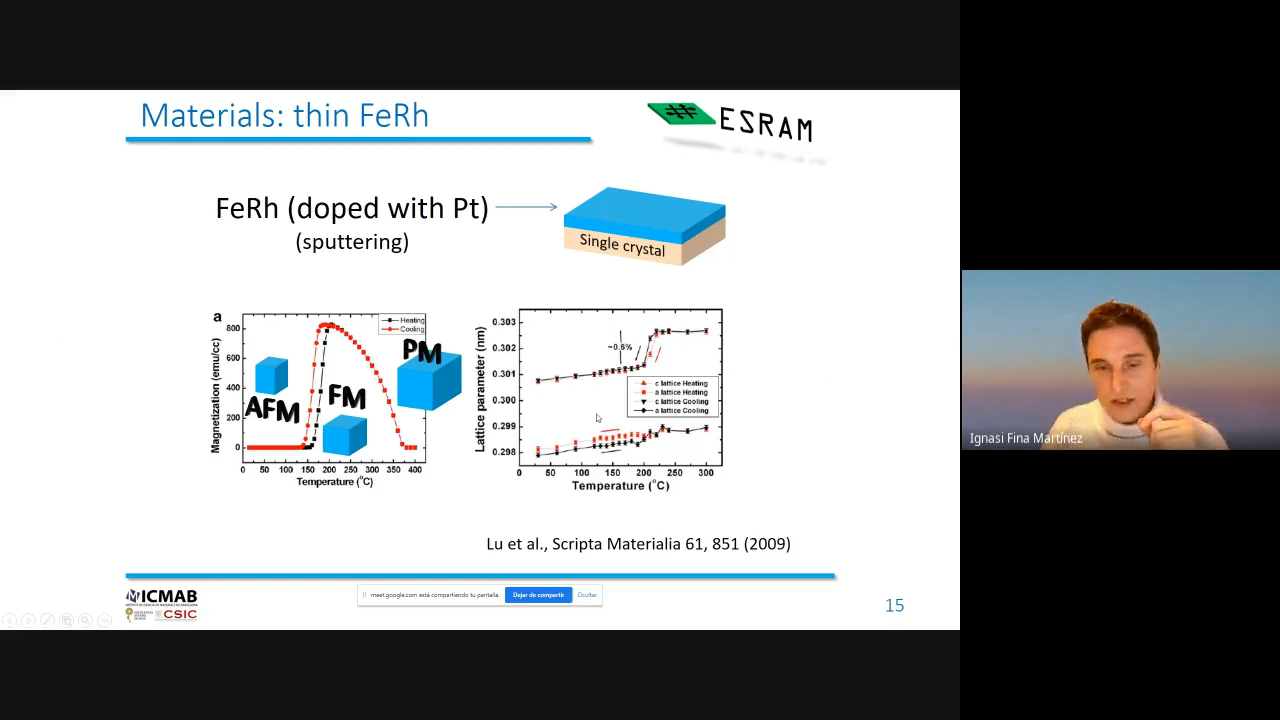 Materials: thin FeRh
ESRAM
FeRh (doped with Pt)
(sputtering)
Single crystal
a
Heating
Cooling
Magnetization (emu/cc)
800
600
400
200
0
AFM
FM
PM
0 50 100 150 200 250 300 350 400
Temperature (°C)
Lattice parameter (nm)
0.303
0.302
0.301
0.300
0.299
0.298
~0.6%
c lattice Heating
a lattice Heating
c lattice Cooling
a lattice Cooling
0 50 100 150 200 250 300
Temperature (°C)
Lu et al., Scripta Materialia 61, 851 (2009)
ICMAB
CSIC
meet.google.com está compartiendo tu pantalla.
Dejar de compartir
Ocultar
15
Ignasi Fina Martínez